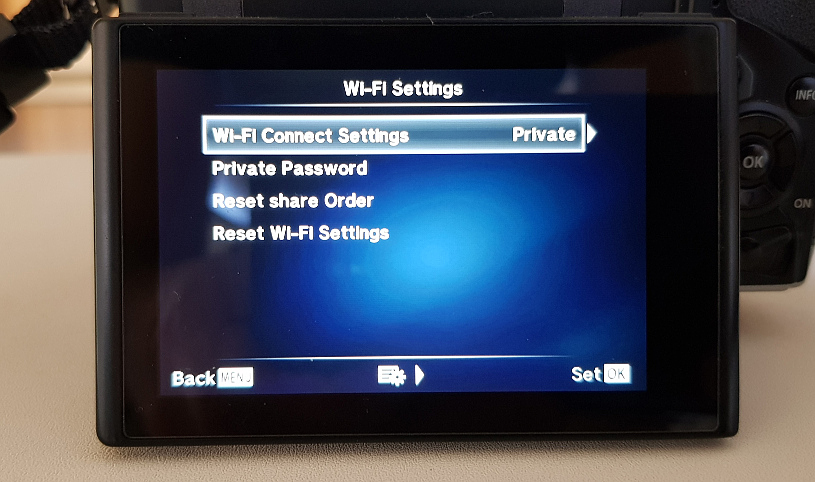 Wi-Fi Settings
Wi-Fi Connect Settings Private
Private Password
Reset share Order
Reset Wi-Fi Settings
Back MENU
Set OK
OK
ON